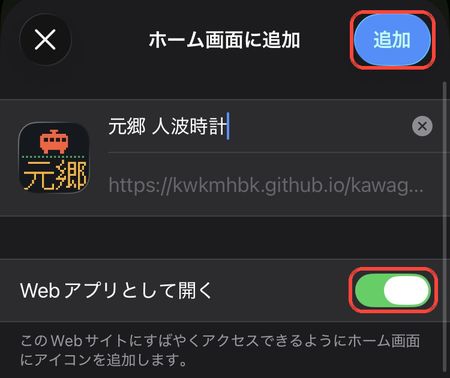 ホーム画面に追加
追加
元郷 人波時計
元郷
https://kwkmhbk.github.io/kawag...
Webアプリとして開く
このWebサイトにすばやくアクセスできるようにホーム画面
にアイコンを追加します。